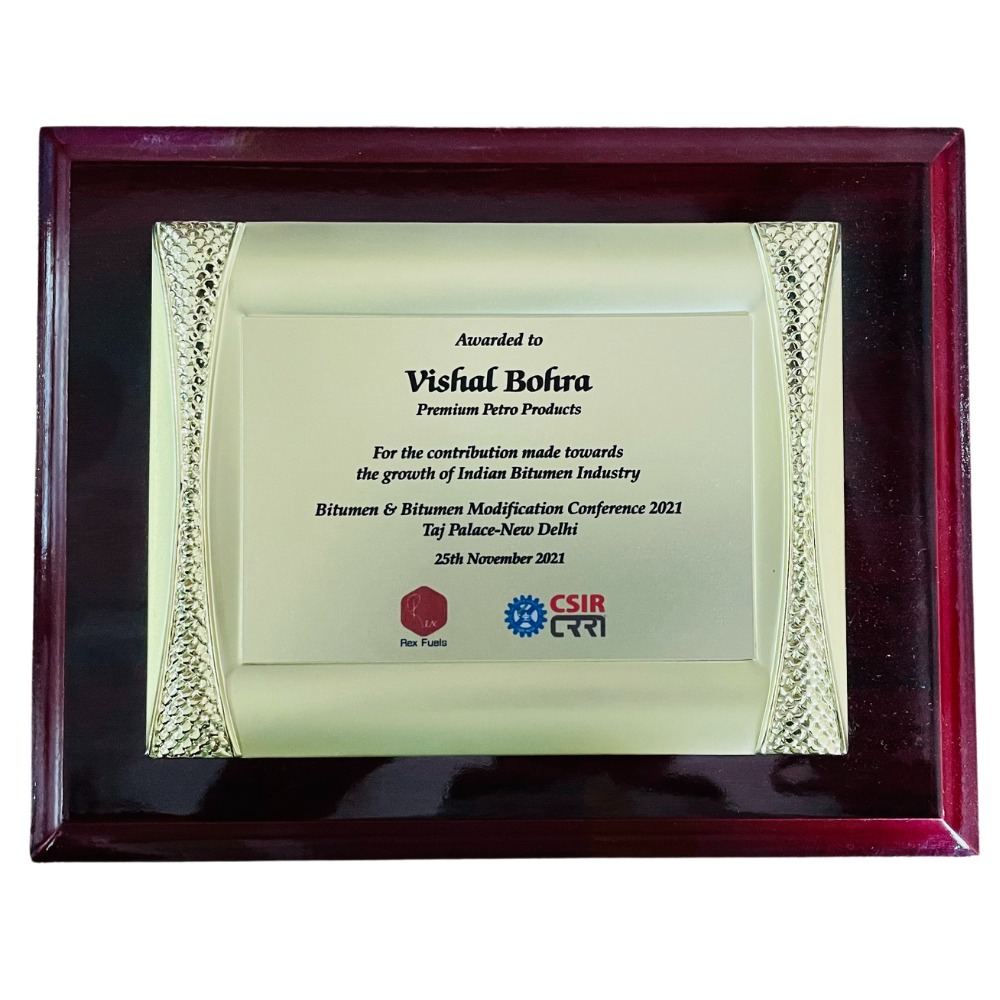 Awarded to
Vishal Bohra
Premium Petro Products
For the contribution made towards
the growth of Indian Bitumen Industry
Bitumen & Bitumen Modification Conference 2021
Taj Palace-New Delhi
25th November 2021
Rex Fuels
CSIR
CRRI